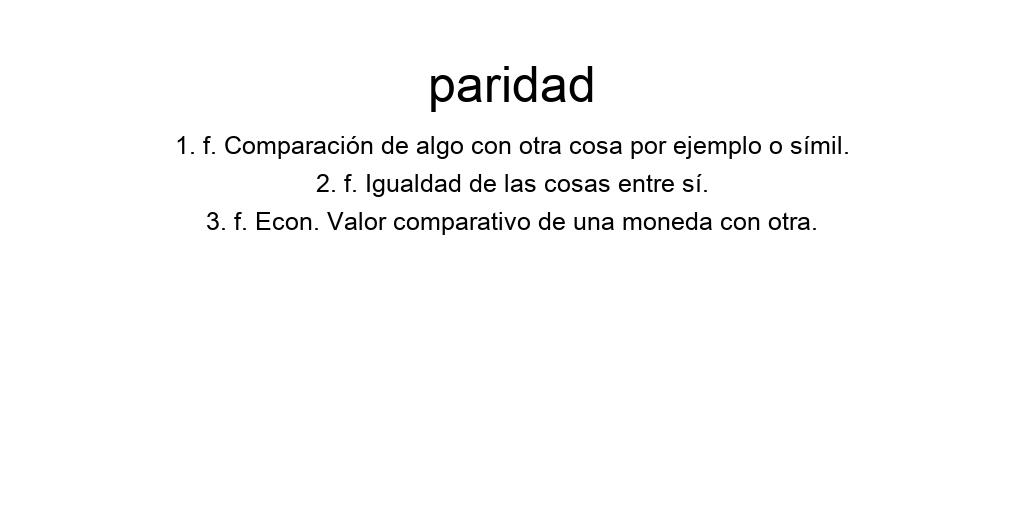 paridad
1. f. Comparación de algo con otra cosa por ejemplo o símil.
2. f. Igualdad de las cosas entre sí.
3. f. Econ. Valor comparativo de una moneda con otra.